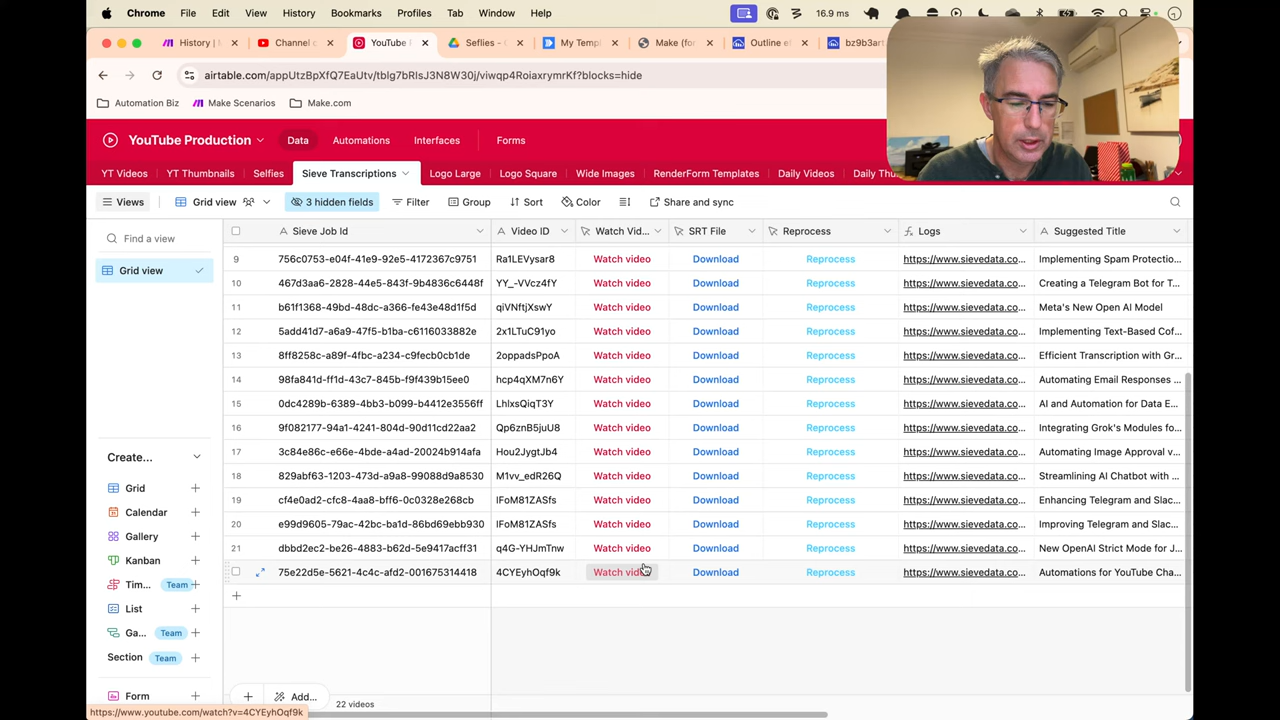 Chrome File Edit View History Bookmarks Profiles Tab Window Help 16.9 ms
History | M... Channel c YouTube P Seflies - My Templ Make (for Outline ef bz9b3art
airtable.com/appUtzBpXfQ7EaUtv/tblg7bRlsJ3N8W30j/viwqp4RoiaxrymrKf?blocks=hide
Automation Biz Make Scenarios Make.com
YouTube Production Data Automations Interfaces Forms
YT Videos YT Thumbnails Selfies Sieve Transcriptions Logo Large Logo Square Wide Images RenderForm Templates Daily Videos Daily Thu
Views Grid view 3 hidden fields Filter Group Sort Color Share and sync
Find a view
Grid view
Sieve Job Id Video ID Watch Vid... SRT File Reprocess Logs Suggested Title
9 756c0753-e04f-41e9-92e5-4172367c9751 Ra1LEVysar8 Watch video Download Reprocess https://www.sievedata.co... Implementing Spam Protectio...
10 467d3aa6-2828-44e5-843f-9b4836c6448f YY_-VVcz4fY Watch video Download Reprocess https://www.sievedata.co... Creating a Telegram Bot for T...
11 b61f1368-49bd-48dc-a366-fe43e48d1f5d qiVNftjXswY Watch video Download Reprocess https://www.sievedata.co... Meta's New Open AI Model
12 5add41d7-a6a9-47f5-b1ba-c6116033882e 2x1LTuC91yo Watch video Download Reprocess https://www.sievedata.co... Implementing Text-Based Cof...
13 8ff8258c-a89f-4fbc-a234-c9fecb0cb1de 2oppadsPpoA Watch video Download Reprocess https://www.sievedata.co... Efficient Transcription with Gr...
14 98fa841d-ff1d-43c7-845b-f9f439b15ee0 hcp4qXM7n6Y Watch video Download Reprocess https://www.sievedata.co... Automating Email Responses ...
15 0dc4289b-6389-4bb3-b099-b4412e3556ff LhlxsQiqT3Y Watch video Download Reprocess https://www.sievedata.co... AI and Automation for Data E...
16 9f082177-94a1-4241-804d-90d11cd22aa2 Qp6znB5juU8 Watch video Download Reprocess https://www.sievedata.co... Integrating Grok's Modules fo...
17 3c84e86c-e66e-4bde-a4ad-20024b914afa Hou2JygtJb4 Watch video Download Reprocess https://www.sievedata.co... Automating Image Approval v...
18 829abf63-1203-473d-a9a8-99088d9a8530 M1vv_edR26Q Watch video Download Reprocess https://www.sievedata.co... Streamlining AI Chatbot with ...
19 cf4e0ad2-cfc8-4aa8-bff6-0c0328e268cb IFoM81ZASfs Watch video Download Reprocess https://www.sievedata.co... Enhancing Telegram and Slac...
20 e99d9605-79ac-42bc-ba1d-86bd69ebb930 IFoM81ZASfs Watch video Download Reprocess https://www.sievedata.co... Improving Telegram and Slac...
21 dbbd2ec2-be26-4883-b62d-5e9417acff31 q4G-YHJmTnw Watch video Download Reprocess https://www.sievedata.co... New OpenAI Strict Mode for J...
75e22d5e-5621-4c4c-afd2-001675314418 4CYEyhOqf9k Watch video Download Reprocess https://www.sievedata.co... Automations for YouTube Cha...
Create...
Grid
Calendar
Gallery
Kanban
Tim... Team
List
Ga... Team
Section Team
Form
Add...
22 videos
https://www.youtube.com/watch?v=4CYEyhOqf9k